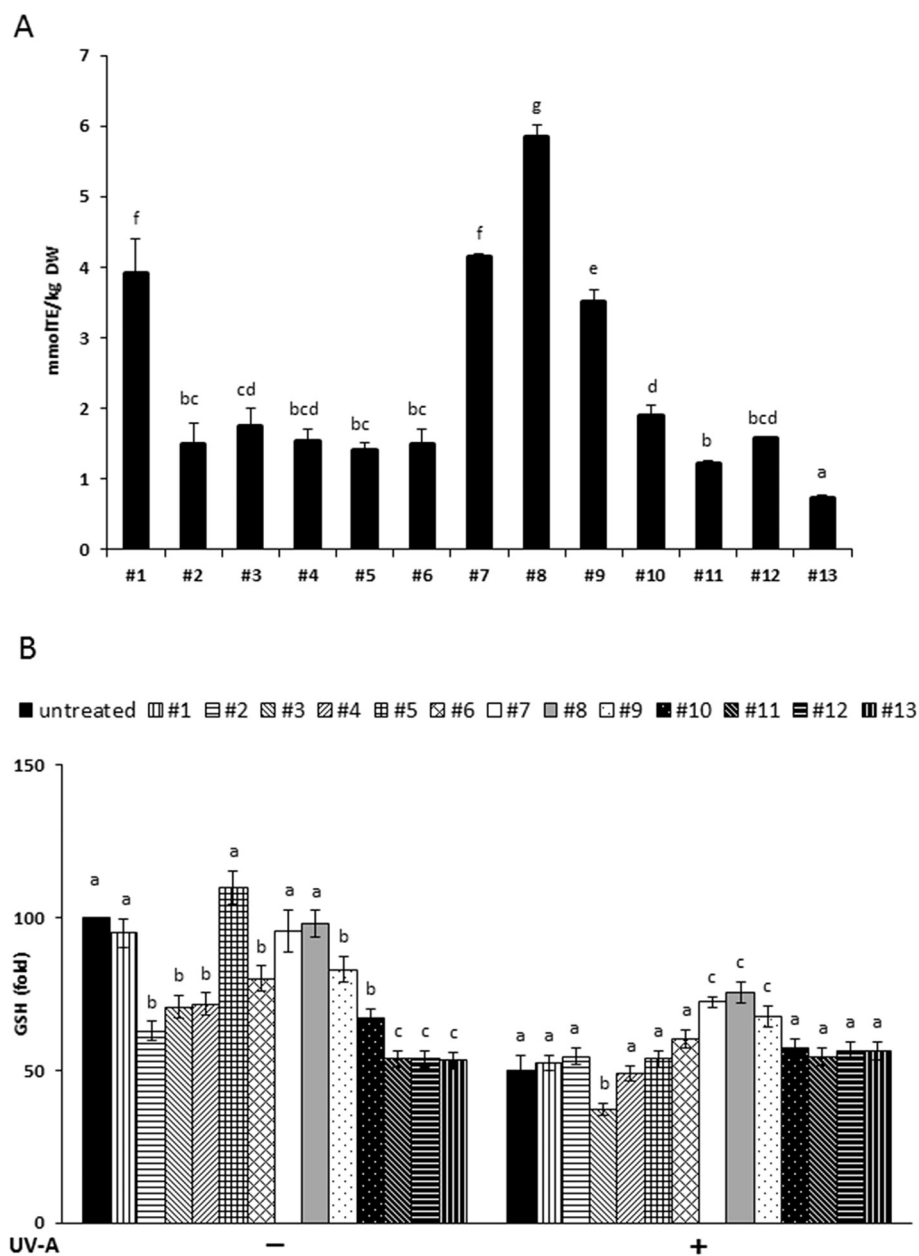 A
7
6
5
4
3
2
1
0
mmolTE/kg DW
f
bc
cd
bcd
bc
bc
f
g
e
d
b
bcd
a
#1 #2 #3 #4 #5 #6 #7 #8 #9 #10 #11 #12 #13
B
untreated #1 #2 #3 #4 #5 #6 #7 #8 #9 #10 #11 #12 #13
150
100
50
0
GSH (fold)
a a b b b a b a a b b c c c
a a a b a a a c c c a a a a
UV-A − +